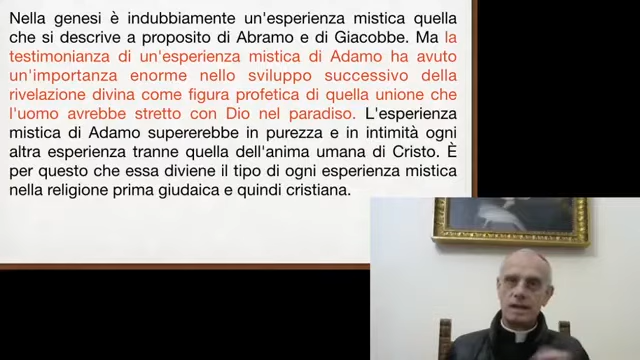 Nella genesi è indubbiamente un'esperienza mistica quella
che si descrive a proposito di Abramo e di Giacobbe. Ma la
testimonianza di un'esperienza mistica di Adamo ha avuto
un'importanza enorme nello sviluppo successivo della
rivelazione divina come figura profetica di quella unione che
l'uomo avrebbe stretto con Dio nel paradiso. L'esperienza
mistica di Adamo supererebbe in purezza e in intimità ogni
altra esperienza tranne quella dell'anima umana di Cristo. È
per questo che essa diviene il tipo di ogni esperienza mistica
nella religione prima giudaica e quindi cristiana.